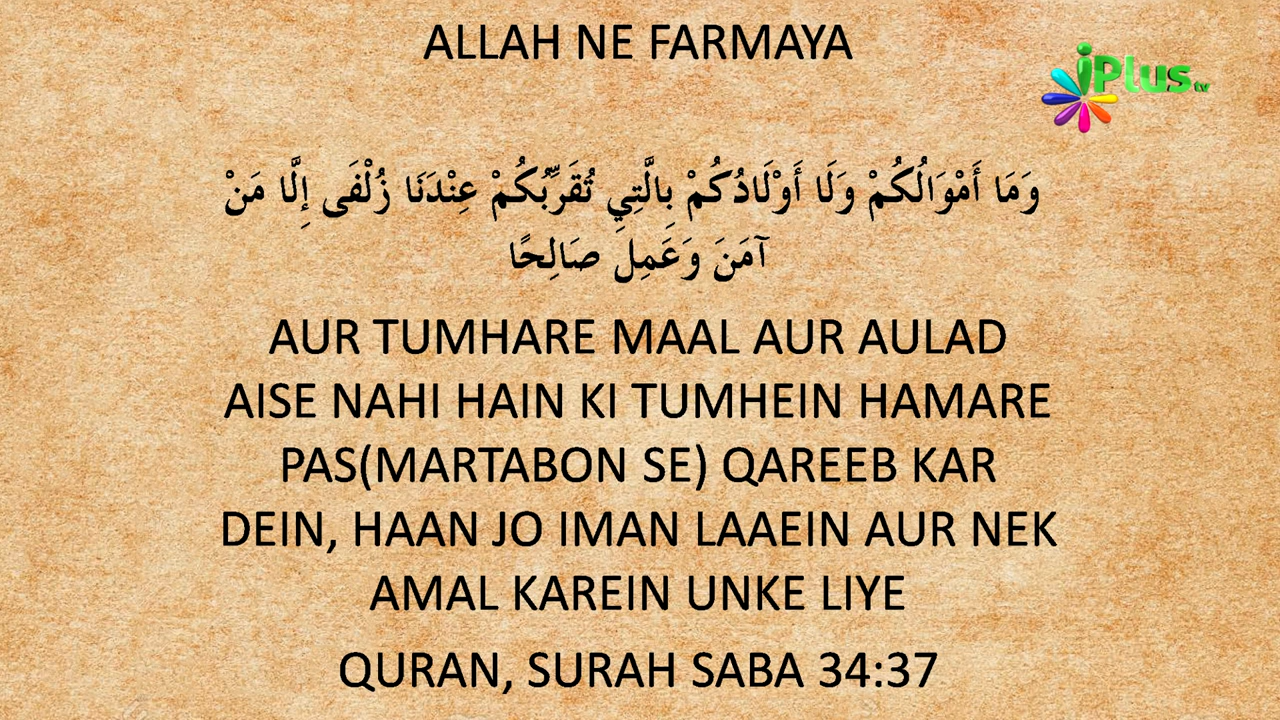 ALLAH NE FARMAYA
iPlus tv
وَمَا أَمْوَالُكُمْ وَلَا أَوْلَادُكُمْ بِالَّتِي تُقَرِّبُكُمْ عِنْدَنَا زُلْفَى إِلَّا مَنْ
آمَنَ وَعَمِلَ صَالِحًا
AUR TUMHARE MAAL AUR AULAD
AISE NAHI HAIN KI TUMHEIN HAMARE
PAS(MARTABON SE) QAREEB KAR
DEIN, HAAN JO IMAN LAAEIN AUR NEK
AMAL KAREIN UNKE LIYE
QURAN, SURAH SABA 34:37